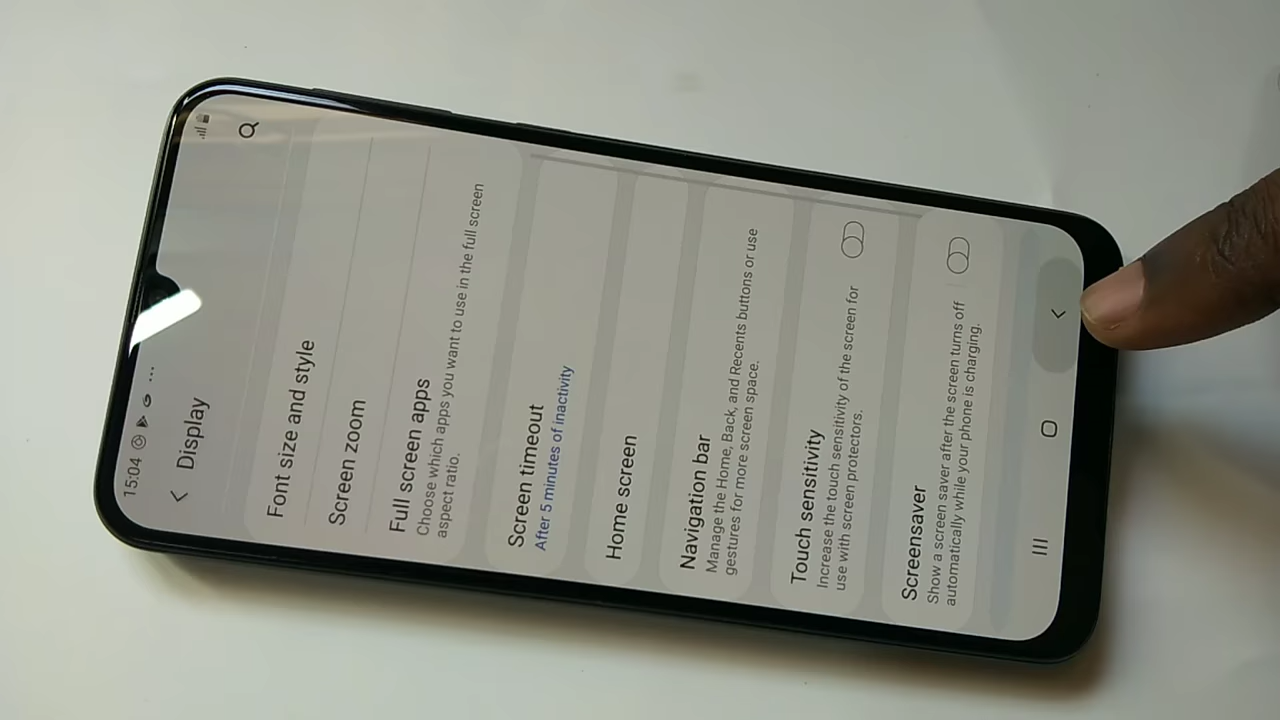 15:04
Display
Font size and style
Screen zoom
Full screen apps
Choose which apps you want to use in the full screen
aspect ratio.
Screen timeout
After 5 minutes of inactivity
Home screen
Navigation bar
Manage the Home, Back, and Recents buttons or use
gestures for more screen space.
Touch sensitivity
Increase the touch sensitivity of the screen for
use with screen protectors.
Screensaver
Show a screen saver after the screen turns off
automatically while your phone is charging.